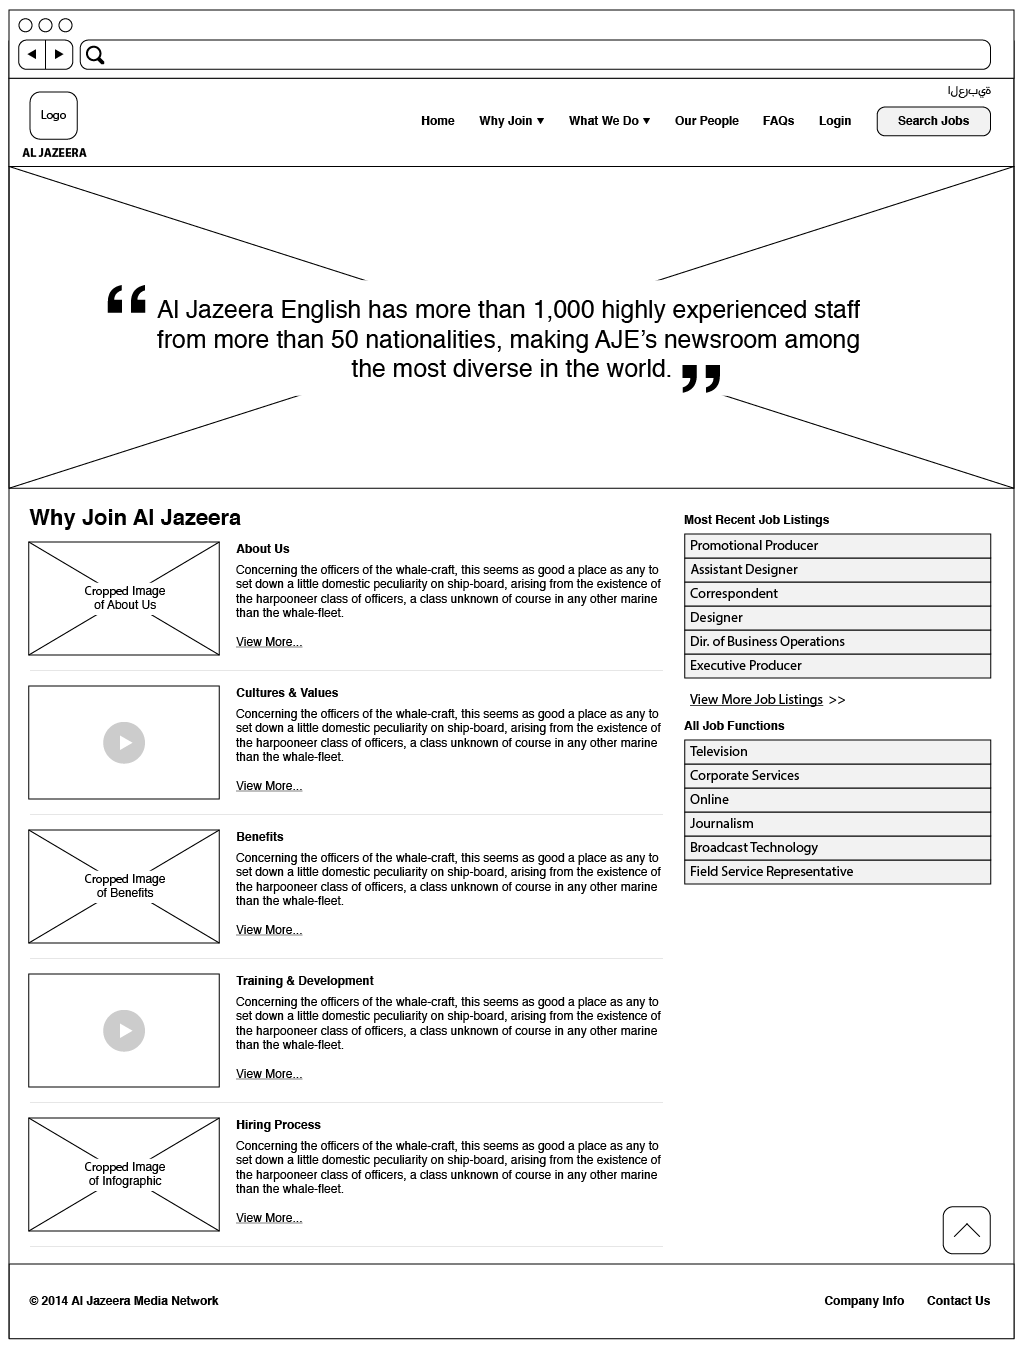 Logo
AL JAZEERA
ةيبرعلا
Home Why Join ▼ What We Do ▼ Our People FAQs Login Search Jobs
“ Al Jazeera English has more than 1,000 highly experienced staff
from more than 50 nationalities, making AJE’s newsroom among
the most diverse in the world. ”
Why Join Al Jazeera
Cropped Image
of About Us
About Us
Concerning the officers of the whale-craft, this seems as good a place as any to
set down a little domestic peculiarity on ship-board, arising from the existence of
the harpooneer class of officers, a class unknown of course in any other marine
than the whale-fleet.
View More...
Cultures & Values
Concerning the officers of the whale-craft, this seems as good a place as any to
set down a little domestic peculiarity on ship-board, arising from the existence of
the harpooneer class of officers, a class unknown of course in any other marine
than the whale-fleet.
View More...
Cropped Image
of Benefits
Benefits
Concerning the officers of the whale-craft, this seems as good a place as any to
set down a little domestic peculiarity on ship-board, arising from the existence of
the harpooneer class of officers, a class unknown of course in any other marine
than the whale-fleet.
View More...
Training & Development
Concerning the officers of the whale-craft, this seems as good a place as any to
set down a little domestic peculiarity on ship-board, arising from the existence of
the harpooneer class of officers, a class unknown of course in any other marine
than the whale-fleet.
View More...
Cropped Image
of Infographic
Hiring Process
Concerning the officers of the whale-craft, this seems as good a place as any to
set down a little domestic peculiarity on ship-board, arising from the existence of
the harpooneer class of officers, a class unknown of course in any other marine
than the whale-fleet.
View More...
Most Recent Job Listings
Promotional Producer
Assistant Designer
Correspondent
Designer
Dir. of Business Operations
Executive Producer
View More Job Listings >>
All Job Functions
Television
Corporate Services
Online
Journalism
Broadcast Technology
Field Service Representative
© 2014 Al Jazeera Media Network
Company Info Contact Us